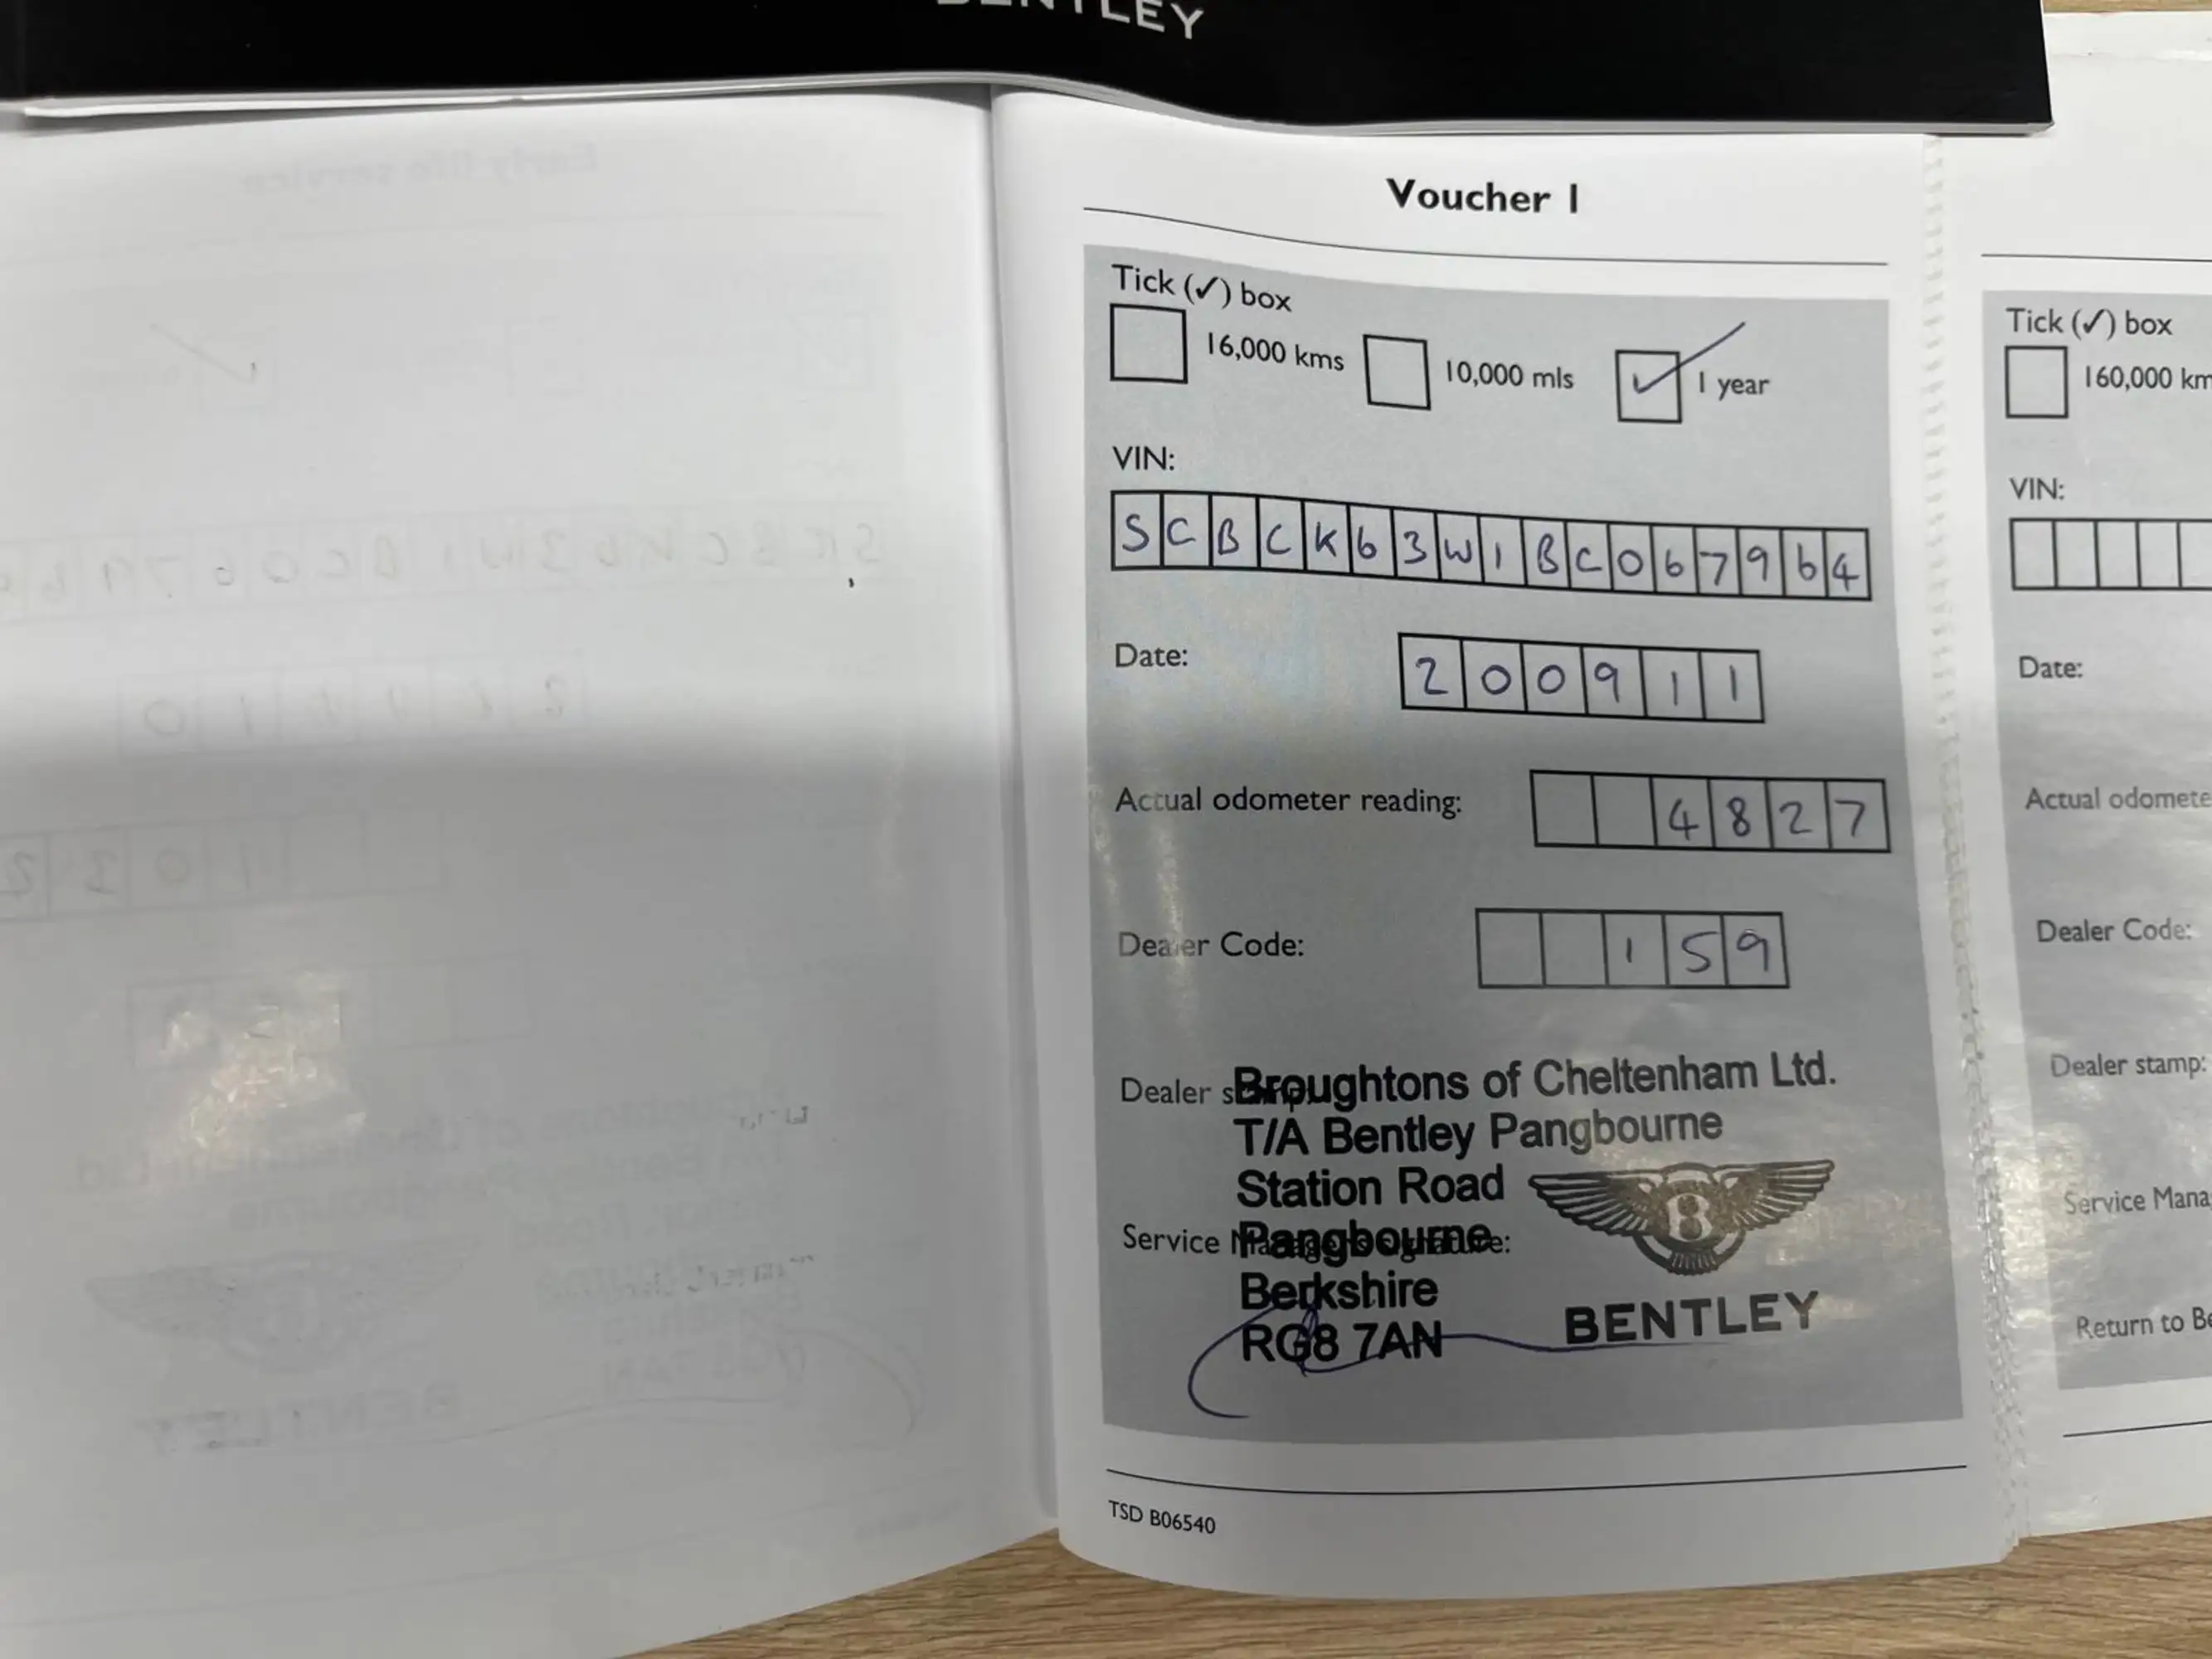 BENTLEY
Early life service
Voucher 1
Tick (✓) box
16,000 kms
10,000 mls
✓ 1 year
VIN:
SCBCK63W1BC067964
Date:
200911
Actual odometer reading:
4827
Dealer Code:
159
Dealer stamp:
Broughtons of Cheltenham Ltd.
T/A Bentley Pangbourne
Station Road
Pangbourne
Berkshire
RG8 7AN
Service Manager's signature:
B
BENTLEY
TSD B06540
Tick (✓) box
160,000 km
VIN:
Date:
Actual odomete
Dealer Code:
Dealer stamp:
Service Mana
Return to Be